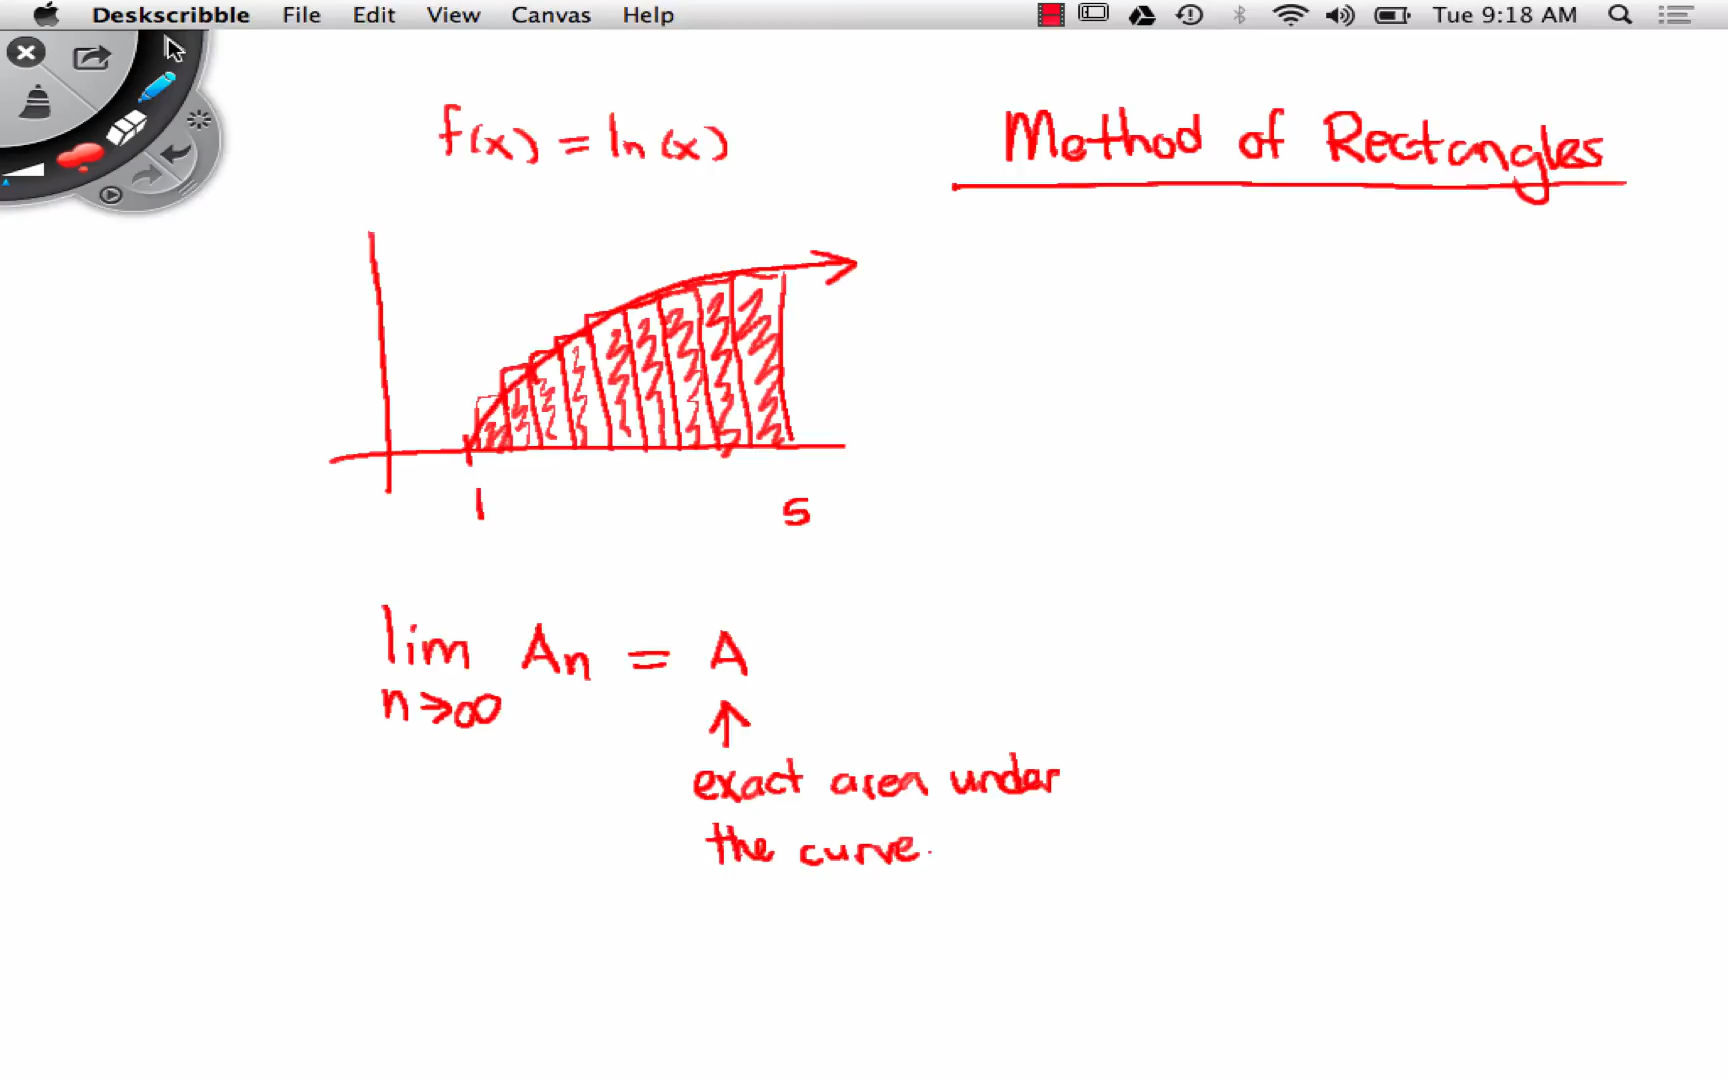 Deskscribble File Edit View Canvas Help Tue 9:18 AM
f(x) = ln(x)
Method of Rectangles
1 5
lim An = A
n→∞
↑
exact area under
the curve.